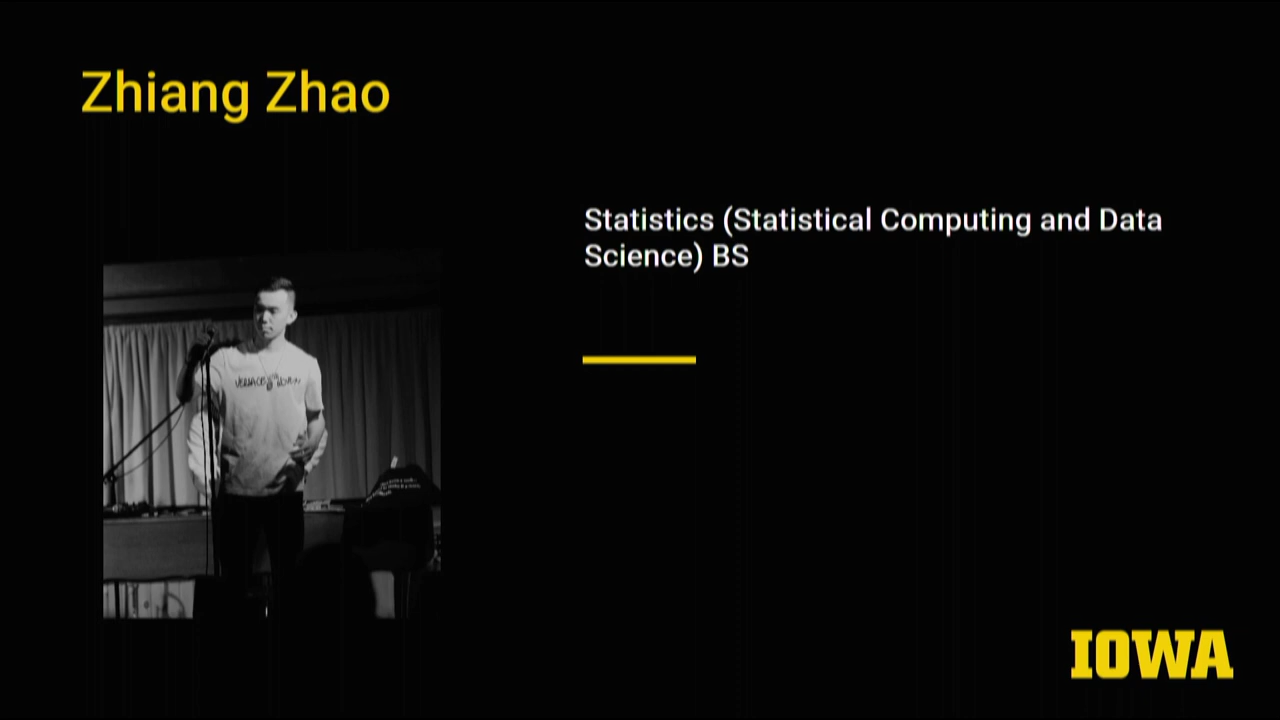 Zhiang Zhao
Statistics (Statistical Computing and Data
Science) BS
IOWA